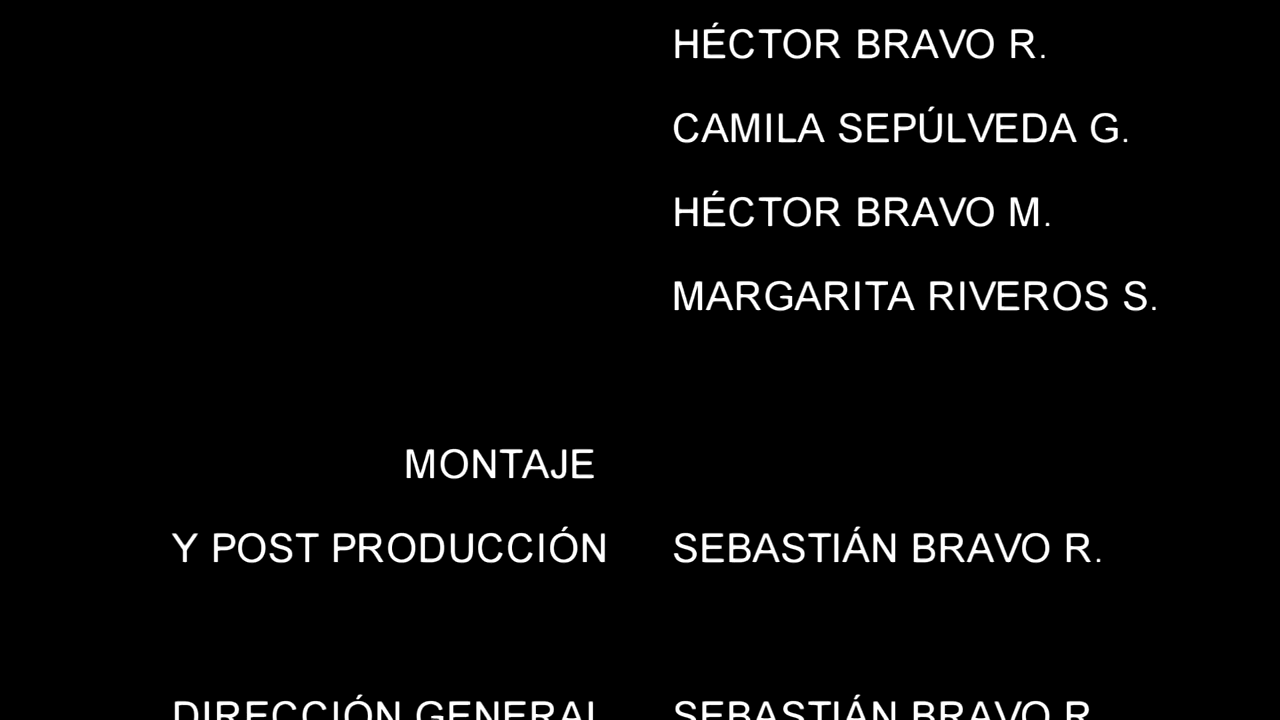 HÉCTOR BRAVO R.
CAMILA SEPÚLVEDA G.
HÉCTOR BRAVO M.
MARGARITA RIVEROS S.
MONTAJE
Y POST PRODUCCIÓN SEBASTIÁN BRAVO R.
DIRECCIÓN GENERAL SEBASTIÁN BRAVO R.